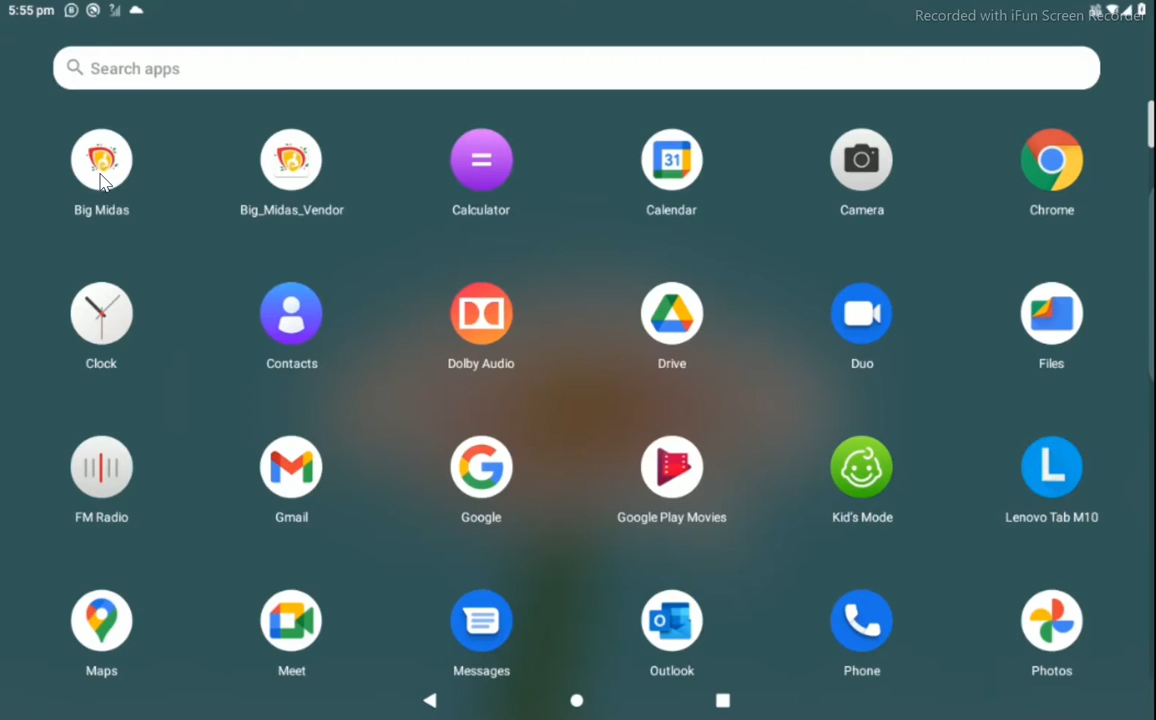 5:55 pm
Recorded with iFun Screen Recorder
Search apps
31
Big Midas Big_Midas_Vendor Calculator Calendar Camera Chrome
Clock Contacts Dolby Audio Drive Duo Files
L
FM Radio Gmail Google Google Play Movies Kid's Mode Lenovo Tab M10
Maps Meet Messages Outlook Phone Photos